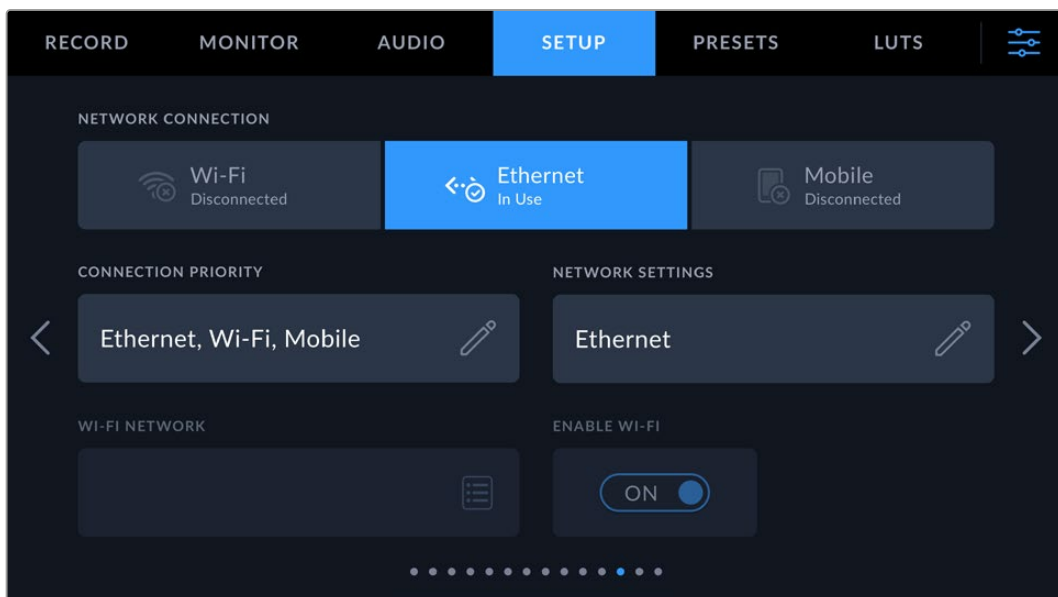 RECORD MONITOR AUDIO SETUP PRESETS LUTS
NETWORK CONNECTION
Wi-Fi
Disconnected
Ethernet
In Use
Mobile
Disconnected
CONNECTION PRIORITY
Ethernet, Wi-Fi, Mobile
NETWORK SETTINGS
Ethernet
WI-FI NETWORK
ENABLE WI-FI
ON